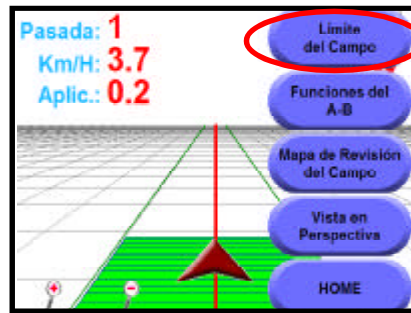 Pasada: 1
Km/H: 3.7
Aplic.: 0.2
Límite
del Campo
Funciones del
A-B
Mapa de Revisión
del Campo
Vista en
Perspectiva
HOME